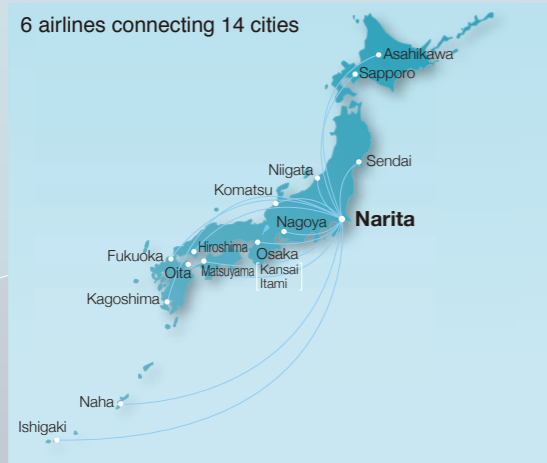 6 airlines connecting 14 cities
Asahikawa
Sapporo
Sendai
Niigata
Komatsu
Narita
Nagoya
Hiroshima
Fukuoka
Osaka
Oita
Matsuyama
Kansai
Itami
Kagoshima
Naha
Ishigaki